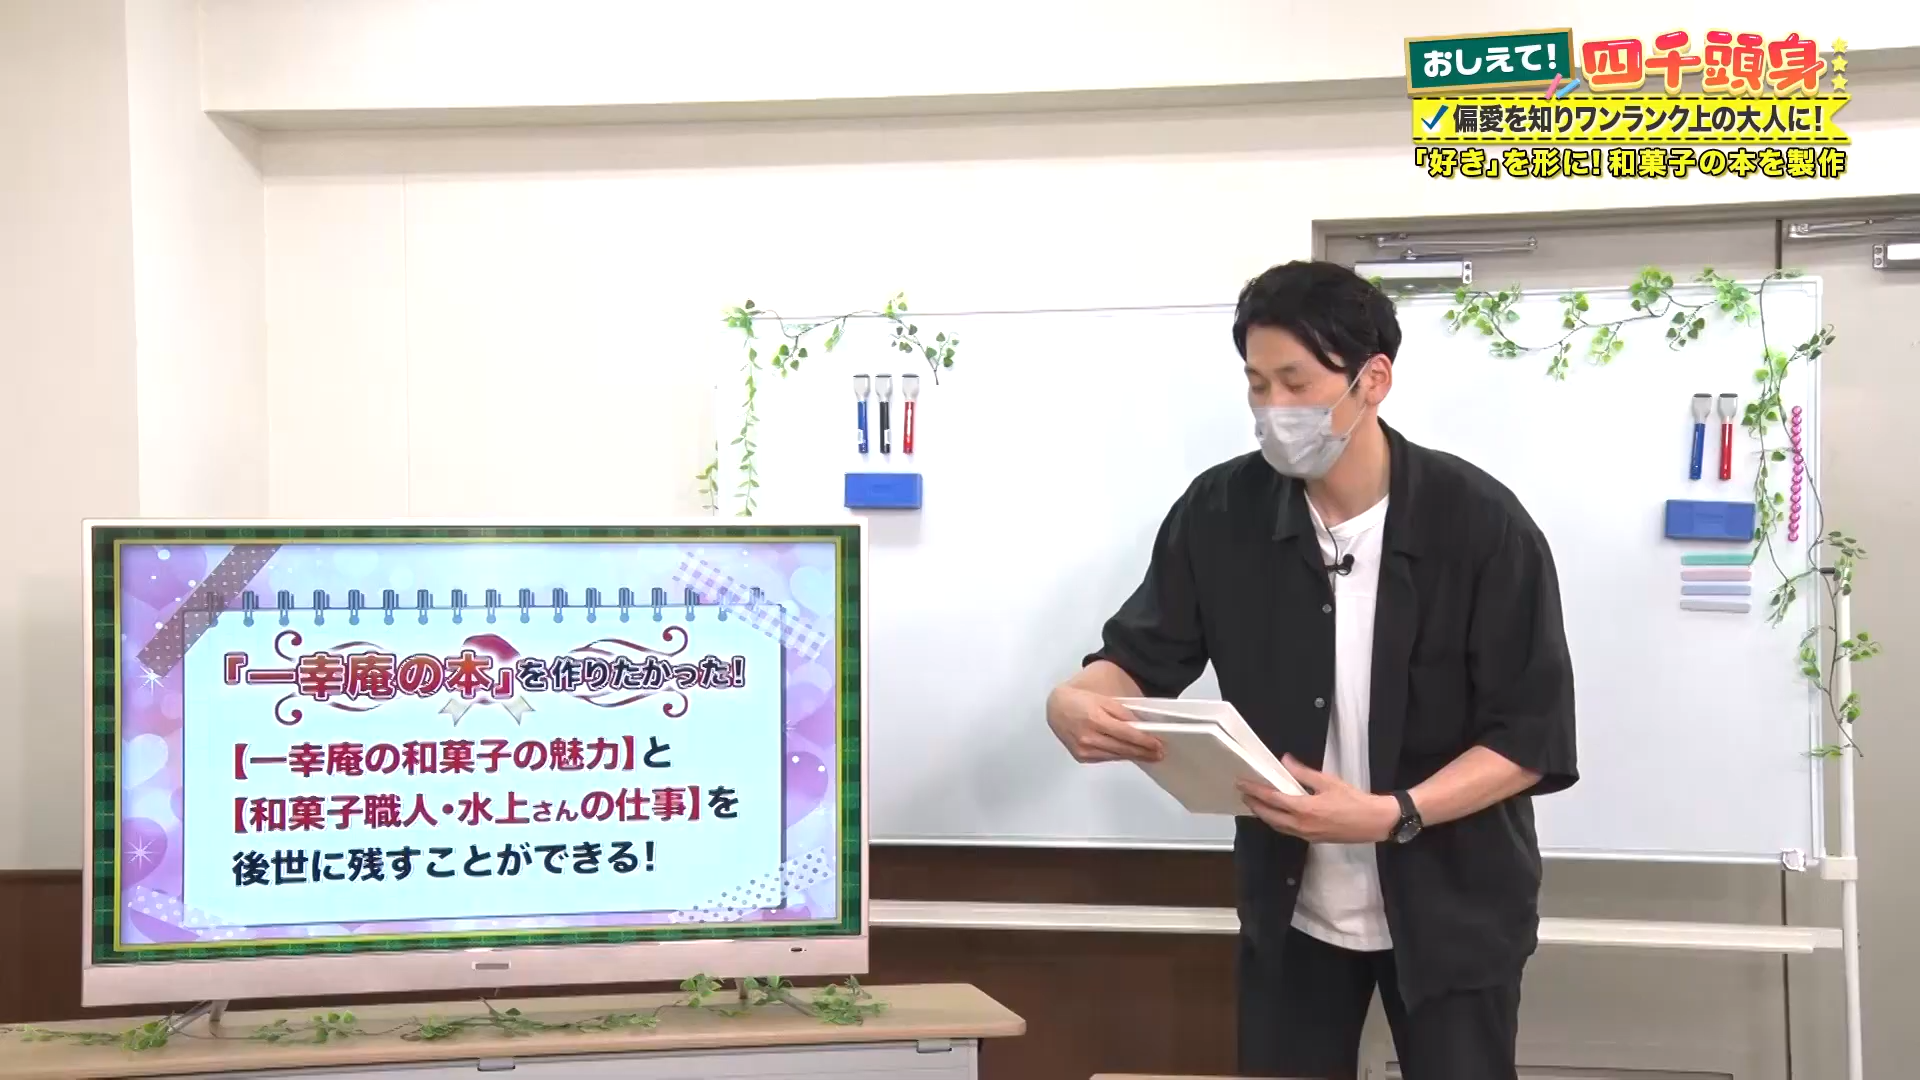 おしえて!四千頭身
偏愛を知りワンランク上の大人に!
「好き」を形に!和菓子の本を製作
「一幸庵の本」を作りたかった!
【一幸庵の和菓子の魅力】と
【和菓子職人・水上さんの仕事】を
後世に残すことができる!